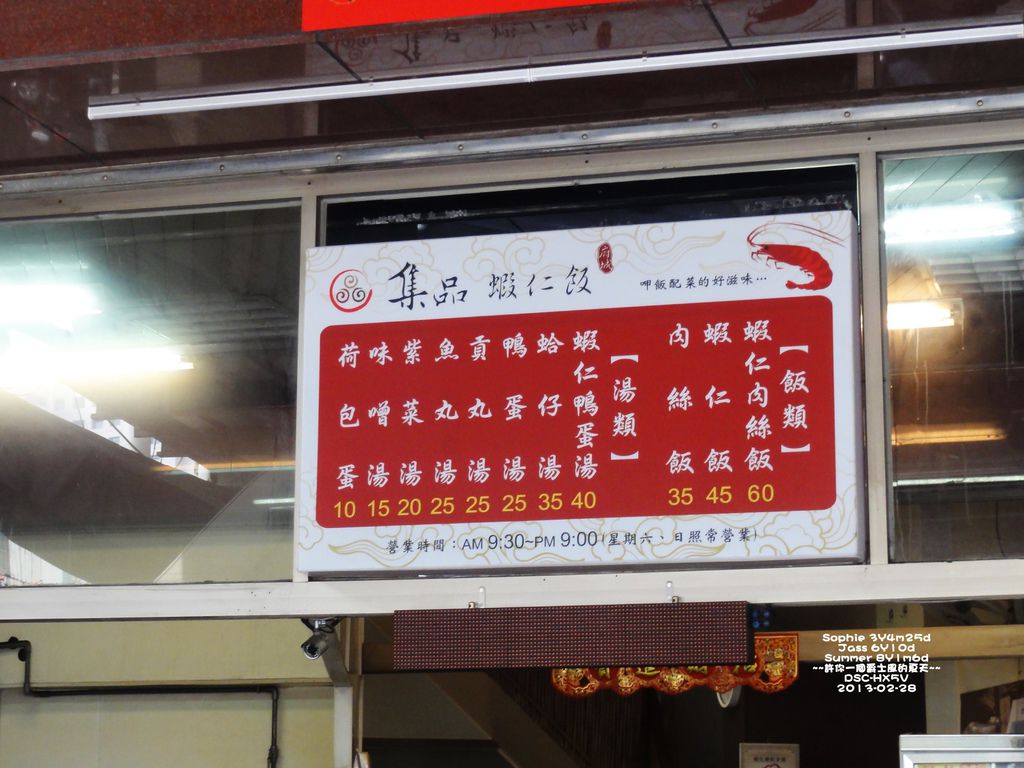 集品 蝦仁飯
府城
呷飯配菜的好滋味...
【飯類】
蝦仁肉絲飯 60
蝦仁飯 45
肉絲飯 35
【湯類】
蝦仁鴨蛋湯 40
蛤仔湯 35
鴨蛋湯 25
貢丸湯 25
魚丸湯 25
紫菜湯 20
味噌湯 15
荷包蛋 10
營業時間：AM 9:30~PM 9:00(星期六、日照常營業)
Sophie 3Y4m25d
Jass 6Y10d
Summer 8Y1m6d
~~許你一個爵士風的夏天~~
DSC-HX5V
2013-02-28